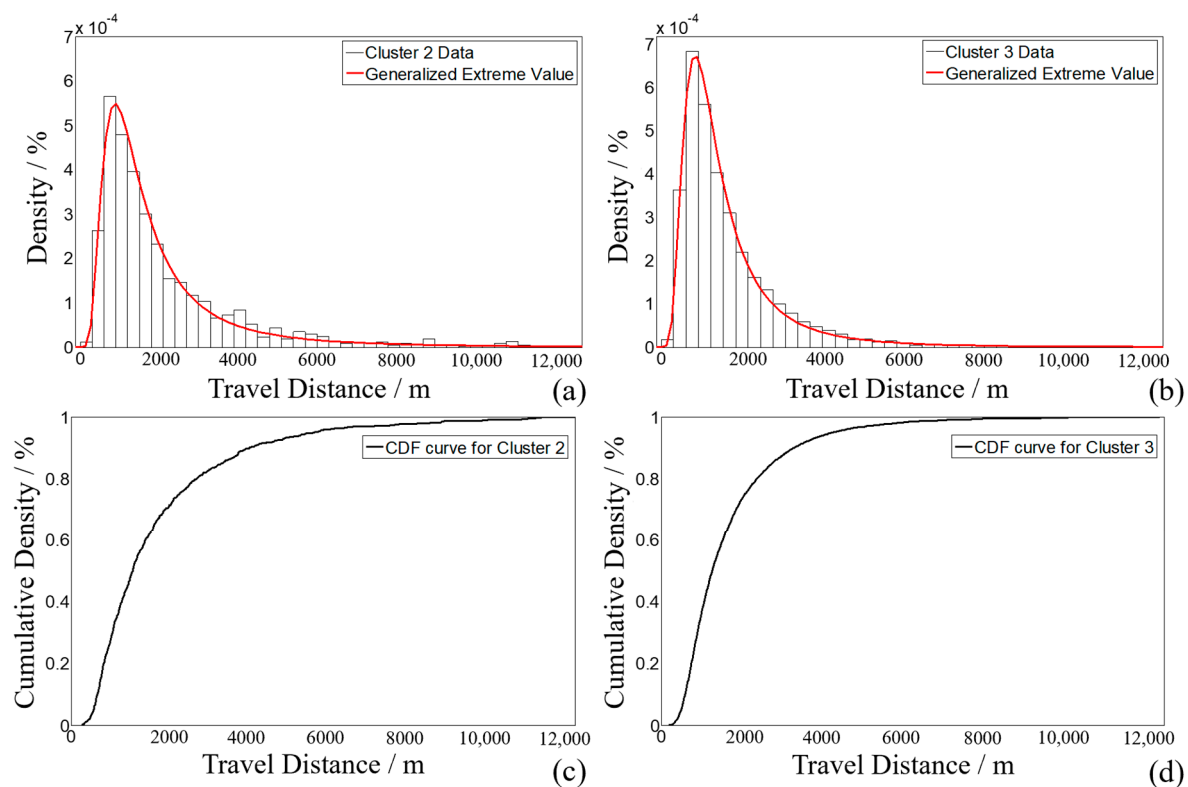 × 10⁻⁴
7
6
5
4
3
2
1
0
Density / %
Cluster 2 Data
Generalized Extreme Value
2000 4000 6000 8000 10,000 12,000
Travel Distance / m
(a)
× 10⁻⁴
7
6
5
4
3
2
1
0
Density / %
Cluster 3 Data
Generalized Extreme Value
0 2000 4000 6000 8000 10,000 12,000
Travel Distance / m
(b)
1
0.8
0.6
0.4
0.2
0
Cumulative Density / %
CDF curve for Cluster 2
0 2000 4000 6000 8000 10,000 12,000
Travel Distance / m
(c)
1
0.8
0.6
0.4
0.2
0
Cumulative Density / %
CDF curve for Cluster 3
0 2000 4000 6000 8000 10,000 12,000
Travel Distance / m
(d)